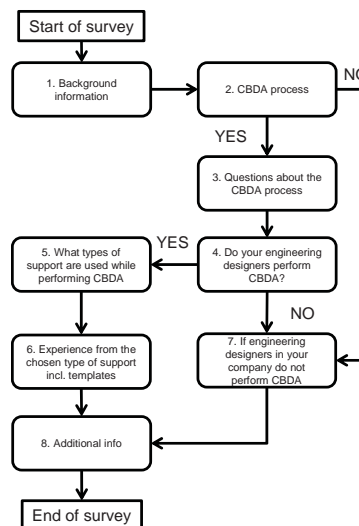 Start of survey
1. Background
information
2. CBDA process
NO
YES
3. Questions about the
CBDA process
5. What types of
support are used while
performing CBDA
YES
4. Do your engineering
designers perform
CBDA?
NO
6. Experience from the
chosen type of support
incl. templates
7. If engineering
designers in your
company do not
perform CBDA
8. Additional info
End of survey